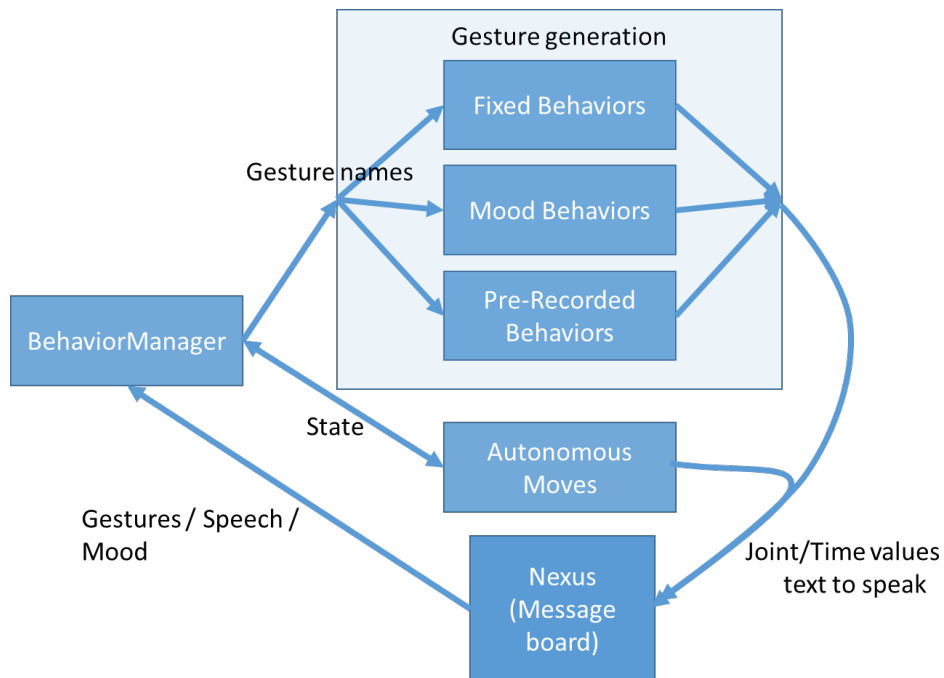 Gesture generation
Fixed Behaviors
Gesture names
Mood Behaviors
Pre-Recorded
Behaviors
BehaviorManager
State
Autonomous
Moves
Gestures / Speech /
Mood
Joint/Time values
text to speak
Nexus
(Message
board)